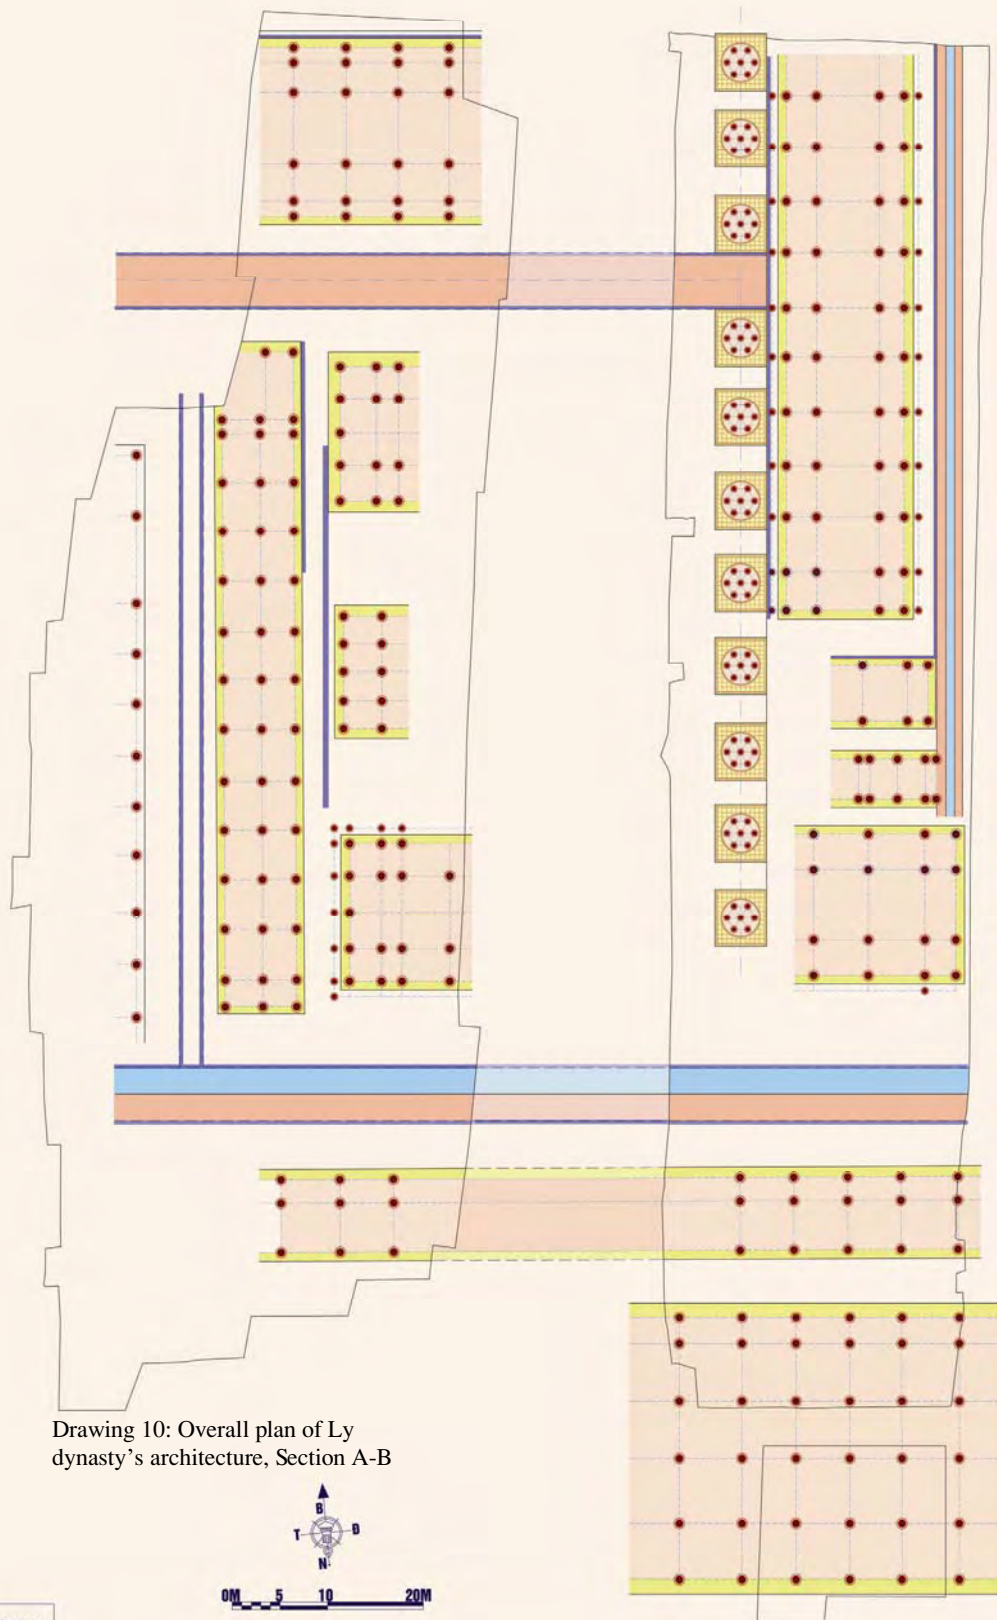 Drawing 10: Overall plan of Ly
dynasty's architecture, Section A-B
B
T Đ
N
0M 5 10 20M